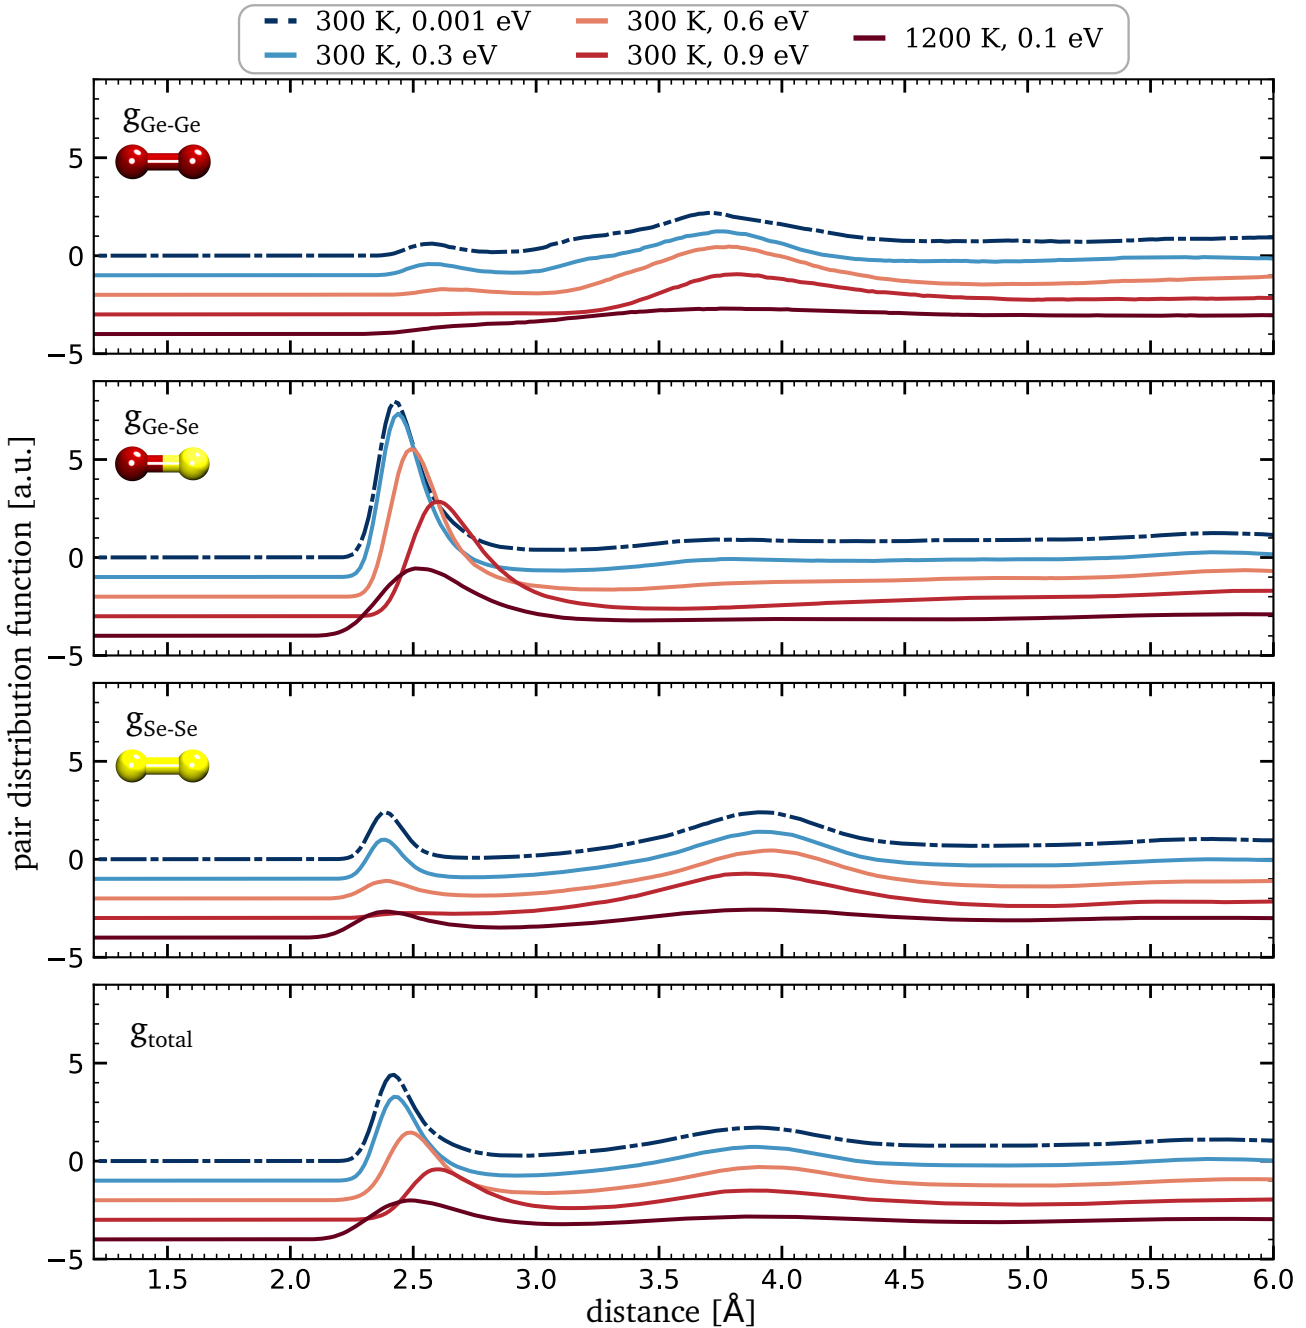 300 K, 0.001 eV
300 K, 0.3 eV
300 K, 0.6 eV
300 K, 0.9 eV
1200 K, 0.1 eV
gGe-Ge
5
0
−5
gGe-Se
5
0
−5
gSe-Se
5
0
−5
gtotal
5
0
−5
1.5 2.0 2.5 3.0 3.5 4.0 4.5 5.0 5.5 6.0
distance [Å]
pair distribution function [a.u.]